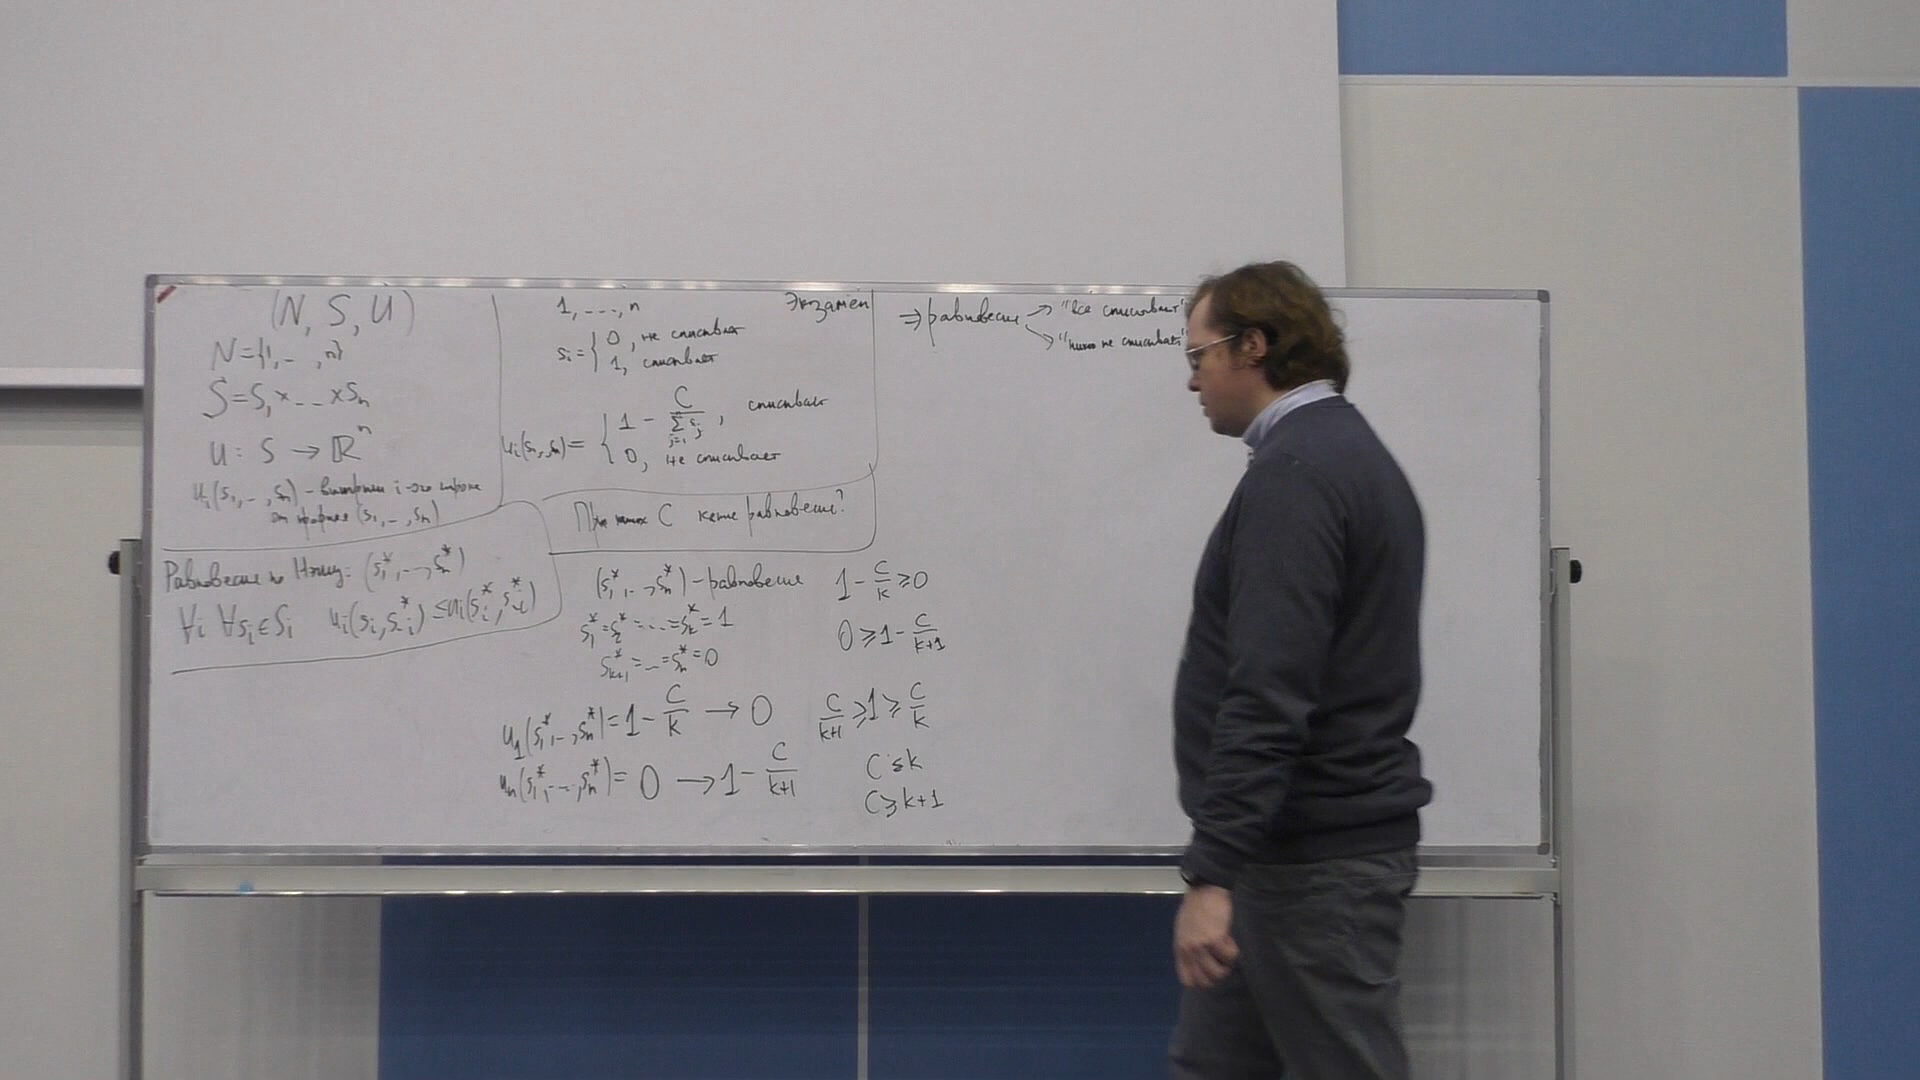 (N, S, U)
N={1,...,n}
S=S₁×...×Sₙ
U: S → ℝⁿ
uᵢ(s₁,..,sₙ) – выигрыш i-ого игрока
(s₁,..,sₙ)
Равновесие по Нэшу: (s₁*,..,sₙ*)
∀i ∀sᵢ∈Sᵢ uᵢ(sᵢ,s₋ᵢ*) ≤ uᵢ(sᵢ*,s₋ᵢ*)
1,....,n Экзамен
sᵢ = { 0, не списывает
1, списывает
uᵢ(s₁,..,sₙ) = { 1 – C/∑ⱼ₌₁ sⱼ, списывает
0, не списывает
При каких C какие равновесия?
(s₁*,..,sₙ*) – равновесие
s₁*=s₂*=...=sₖ*=1
sₖ₊₁*=...=sₙ*=0
u₁(s₁*,..,sₙ*)=1–C/k → 0
uₙ(s₁*,...,sₙ*)= 0 → 1–C/(k+1)
1–C/k ≥ 0
0 ≥ 1–C/(k+1)
C/(k+1) ≥ 1 ≥ C/k
C ≤ k
C ≥ k+1
⇒ равновесие → "все списывают"
→ "никто не списывает"